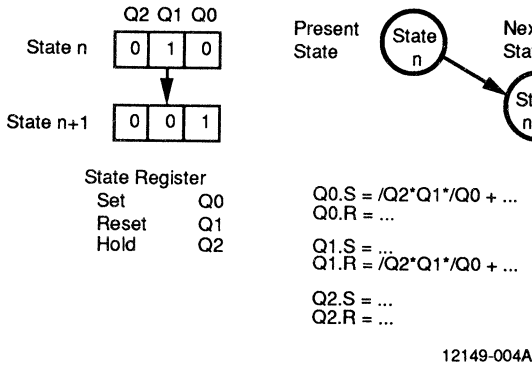 Q2 Q1 Q0
State n 0 1 0
State n+1 0 0 1
State Register
Set Q0
Reset Q1
Hold Q2
Present
State
State
n
Q0.S = /Q2*Q1*/Q0 + ...
Q0.R = ...
Q1.S = ...
Q1.R = /Q2*Q1*/Q0 + ...
Q2.S = ...
Q2.R = ...
12149-004A